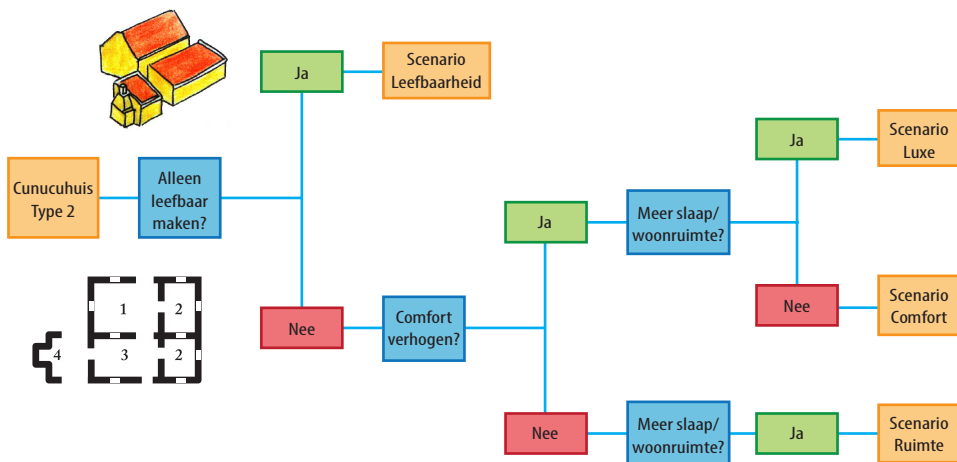 Ja
Scenario
Leefbaarheid
Cunucuhuis
Type 2
Alleen
leefbaar
maken?
Nee
Comfort
verhogen?
Ja
Meer slaap/
woonruimte?
Ja
Scenario
Luxe
Nee
Scenario
Comfort
Nee
Meer slaap/
woonruimte?
Ja
Scenario
Ruimte
1
2
4
3
2